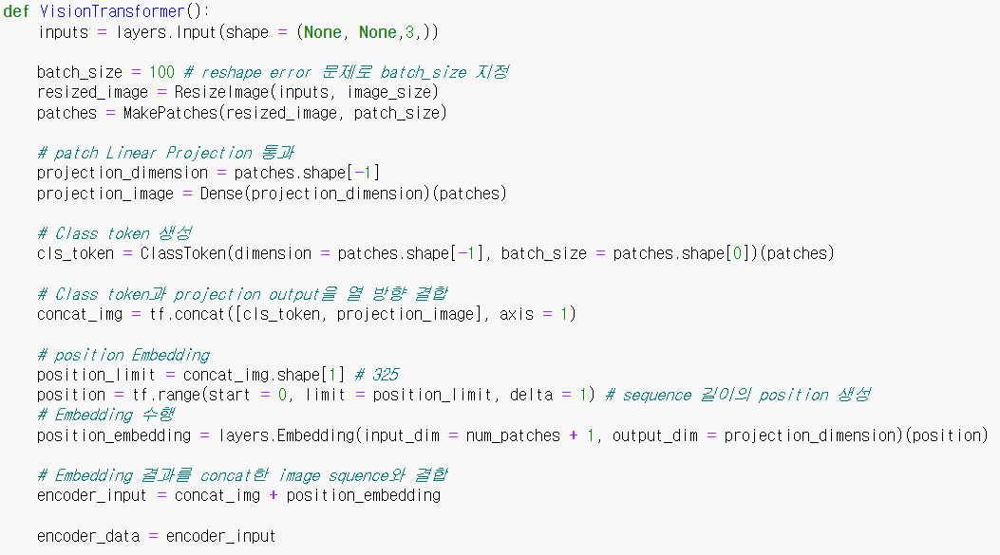 def VisionTransformer():
    inputs = layers.Input(shape = (None, None,3,))
    batch_size = 100 # reshape error 문제로 batch_size 지정
    resized_image = ResizeImage(inputs, image_size)
    patches = MakePatches(resized_image, patch_size)
    # patch Linear Projection 통과
    projection_dimension = patches.shape[-1]
    projection_image = Dense(projection_dimension)(patches)
    # Class token 생성
    cls_token = ClassToken(dimension = patches.shape[-1], batch_size = patches.shape[0])(patches)
    # Class token과 projection output을 열 방향 결합
    concat_img = tf.concat([cls_token, projection_image], axis = 1)
    # position Embedding
    position_limit = concat_img.shape[1] # 325
    position = tf.range(start = 0, limit = position_limit, delta = 1) # sequence 길이의 position 생성
    # Embedding 수행
    position_embedding = layers.Embedding(input_dim = num_patches + 1, output_dim = projection_dimension)(position)
    # Embedding 결과를 concat한 image squence와 결합
    encoder_input = concat_img + position_embedding
    encoder_data = encoder_input